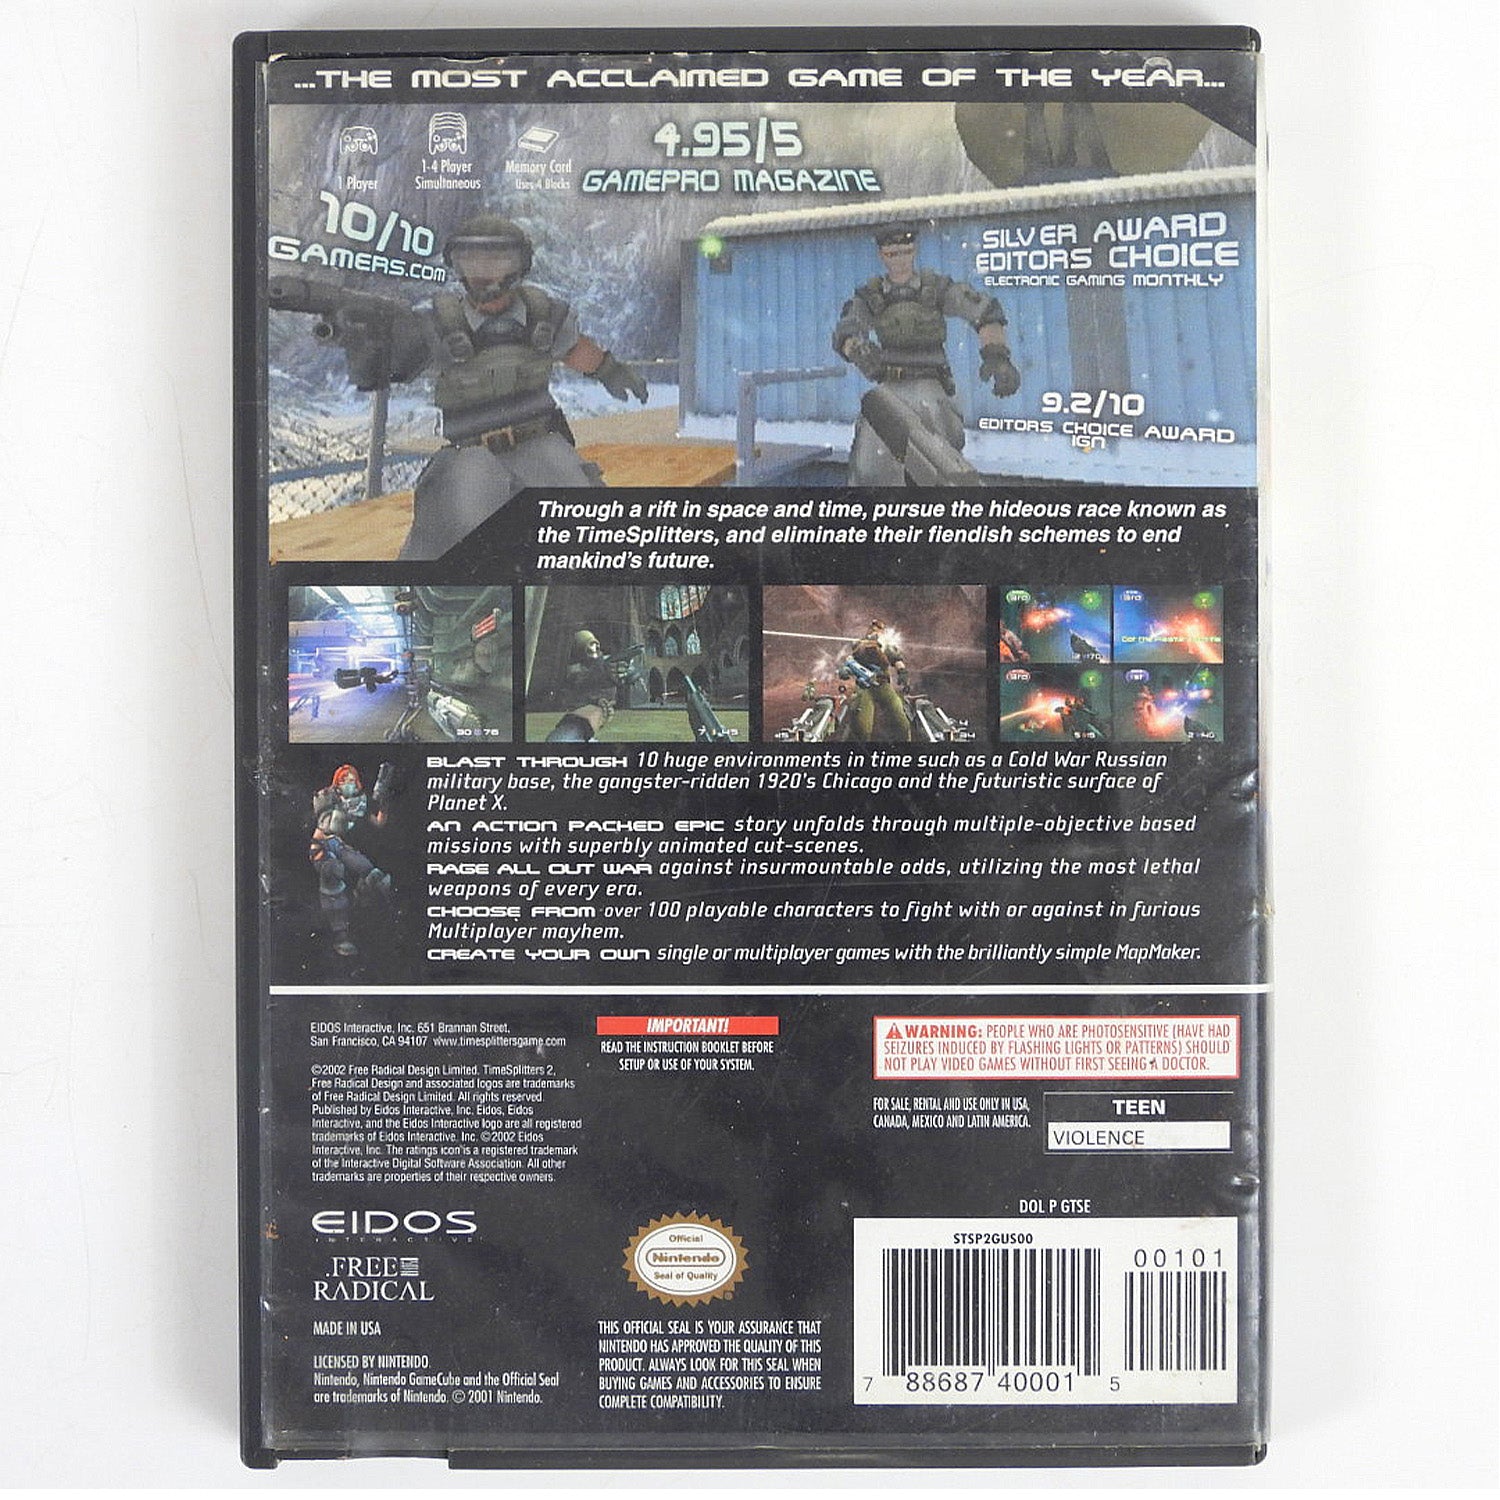 ...THE MOST ACCLAIMED GAME OF THE YEAR...
1 Player
1-4 Player
Simultaneous
Memory Card
Uses 4 Blocks
4.95/5
GAMEPRO MAGAZINE
10/10
GAMERS.COM
SILVER AWARD
EDITORS CHOICE
ELECTRONIC GAMING MONTHLY
9.2/10
EDITORS CHOICE AWARD
IGN
Through a rift in space and time, pursue the hideous race known as
the TimeSplitters, and eliminate their fiendish schemes to end
mankind's future.
BLAST THROUGH 10 huge environments in time such as a Cold War Russian
military base, the gangster-ridden 1920's Chicago and the futuristic surface of
Planet X.
AN ACTION PACKED EPIC story unfolds through multiple-objective based
missions with superbly animated cut-scenes.
RAGE ALL OUT WAR against insurmountable odds, utilizing the most lethal
weapons of every era.
CHOOSE FROM over 100 playable characters to fight with or against in furious
Multiplayer mayhem.
CREATE YOUR OWN single or multiplayer games with the brilliantly simple MapMaker.
EIDOS Interactive, Inc. 651 Brannan Street,
San Francisco, CA 94107 www.timesplittersgame.com
©2002 Free Radical Design Limited. TimeSplitters 2,
Free Radical Design and associated logos are trademarks
of Free Radical Design Limited. All rights reserved.
Published by Eidos Interactive, Inc. Eidos, Eidos
Interactive, and the Eidos Interactive logo are all registered
trademarks of Eidos Interactive, Inc. ©2002 Eidos
Interactive, Inc. The ratings icon is a registered trademark
of the Interactive Digital Software Association. All other
trademarks are properties of their respective owners.
EIDOS
INTERACTIVE
.FREE
RADICAL
MADE IN USA
LICENSED BY NINTENDO.
Nintendo, Nintendo GameCube and the Official Seal
are trademarks of Nintendo. © 2001 Nintendo.
IMPORTANT!
READ THE INSTRUCTION BOOKLET BEFORE
SETUP OR USE OF YOUR SYSTEM.
Official
Nintendo
Seal of Quality
THIS OFFICIAL SEAL IS YOUR ASSURANCE THAT
NINTENDO HAS APPROVED THE QUALITY OF THIS
PRODUCT. ALWAYS LOOK FOR THIS SEAL WHEN
BUYING GAMES AND ACCESSORIES TO ENSURE
COMPLETE COMPATIBILITY.
WARNING: PEOPLE WHO ARE PHOTOSENSITIVE (HAVE HAD
SEIZURES INDUCED BY FLASHING LIGHTS OR PATTERNS) SHOULD
NOT PLAY VIDEO GAMES WITHOUT FIRST SEEING A DOCTOR.
FOR SALE, RENTAL AND USE ONLY IN USA,
CANADA, MEXICO AND LATIN AMERICA.
TEEN
VIOLENCE
DOL P GTSE
STSP2GUS00
00101
7 88687 40001 5